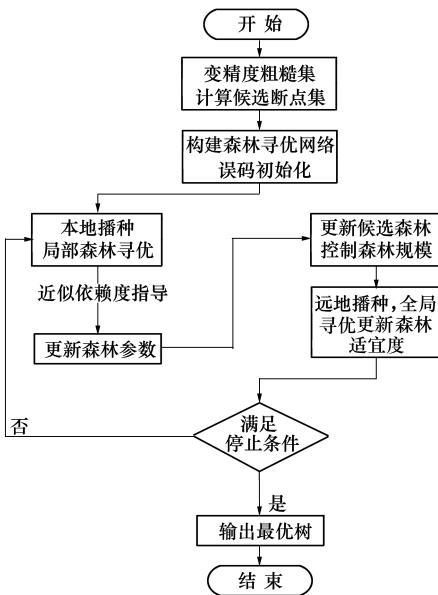 开始
变精度粗糙集
计算候选断点集
构建森林寻优网络
误码初始化
本地播种
局部森林寻优
近似依赖度指导
更新森林参数
更新候选森林
控制森林规模
远地播种,全局
寻优更新森林
适宜度
满足
停止条件
否
是
输出最优树
结束